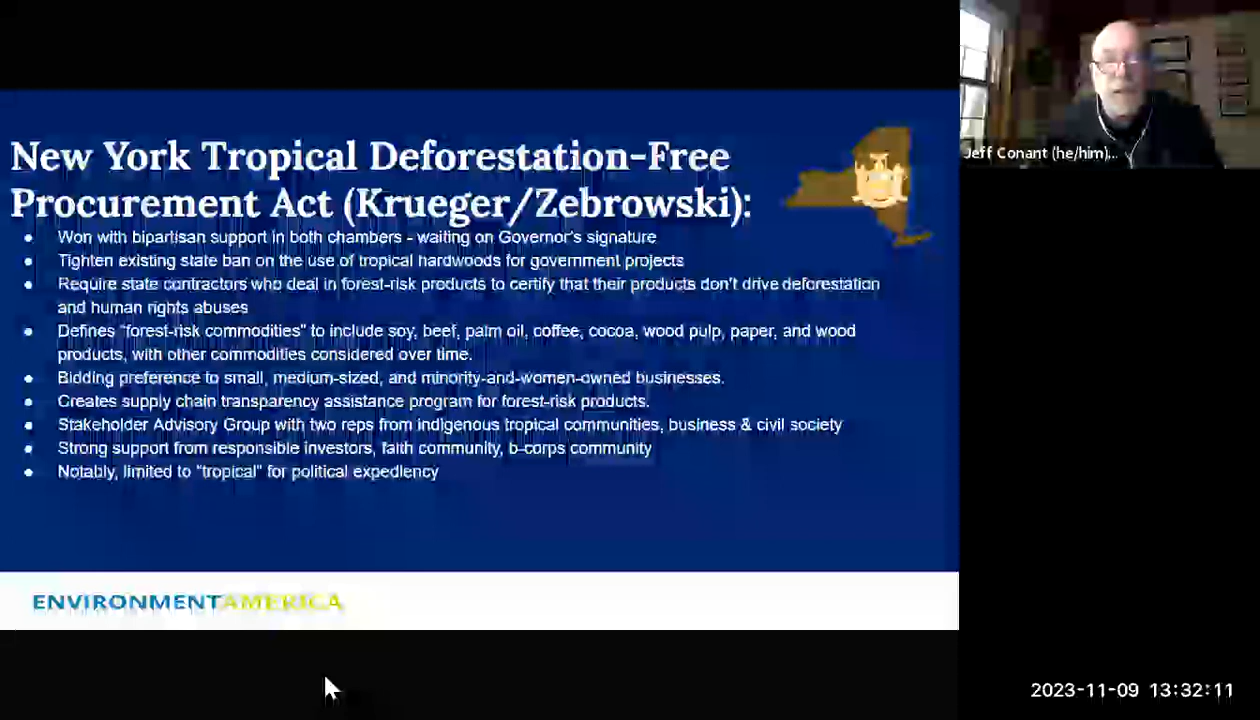 New York Tropical Deforestation-Free
Procurement Act (Krueger/Zebrowski):
● Won with bipartisan support in both chambers - waiting on Governor's signature
● Tighten existing state ban on the use of tropical hardwoods for government projects
● Require state contractors who deal in forest-risk products to certify that their products don't drive deforestation
and human rights abuses
● Defines "forest-risk commodities" to include soy, beef, palm oil, coffee, cocoa, wood pulp, paper, and wood
products, with other commodities considered over time.
● Bidding preference to small, medium-sized, and minority-and-women-owned businesses.
● Creates supply chain transparency assistance program for forest-risk products.
● Stakeholder Advisory Group with two reps from indigenous tropical communities, business & civil society
● Strong support from responsible investors, faith community, b-corps community
● Notably, limited to "tropical" for political expediency
ENVIRONMENTAMERICA
Jeff Conant (he/him)...
2023-11-09 13:32:11